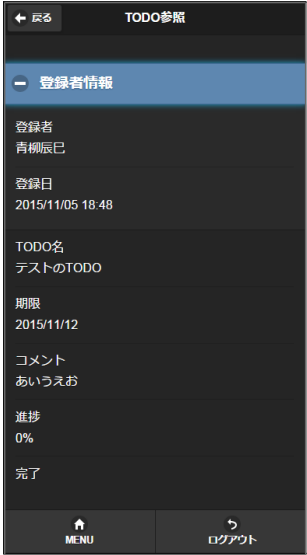 戻る
TODO参照
登録者情報
登録者
青柳辰巳
登録日
2015/11/05 18:48
TODO名
テストのTODO
期限
2015/11/12
コメント
あいうえお
進捗
0%
完了
MENU
ログアウト